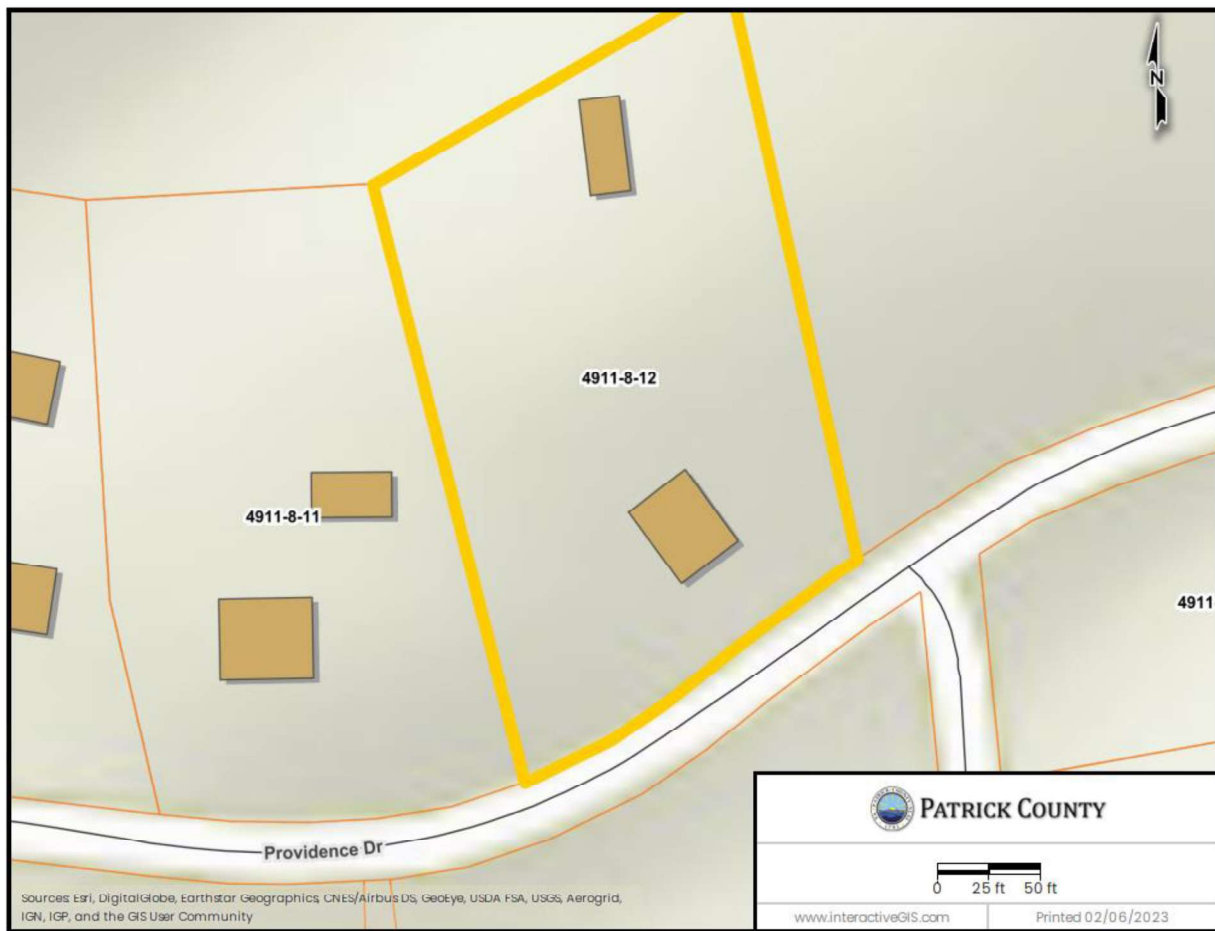 N
4911-8-12
4911-8-11
4911-
Providence Dr
PATRICK COUNTY
0 25 ft 50 ft
Sources: Esri, DigitalGlobe, Earthstar Geographics, CNES/Airbus DS, GeoEye, USDA FSA, USGS, Aerogrid,
IGN, IGP, and the GIS User Community
www.interactiveGIS.com
Printed 02/06/2023